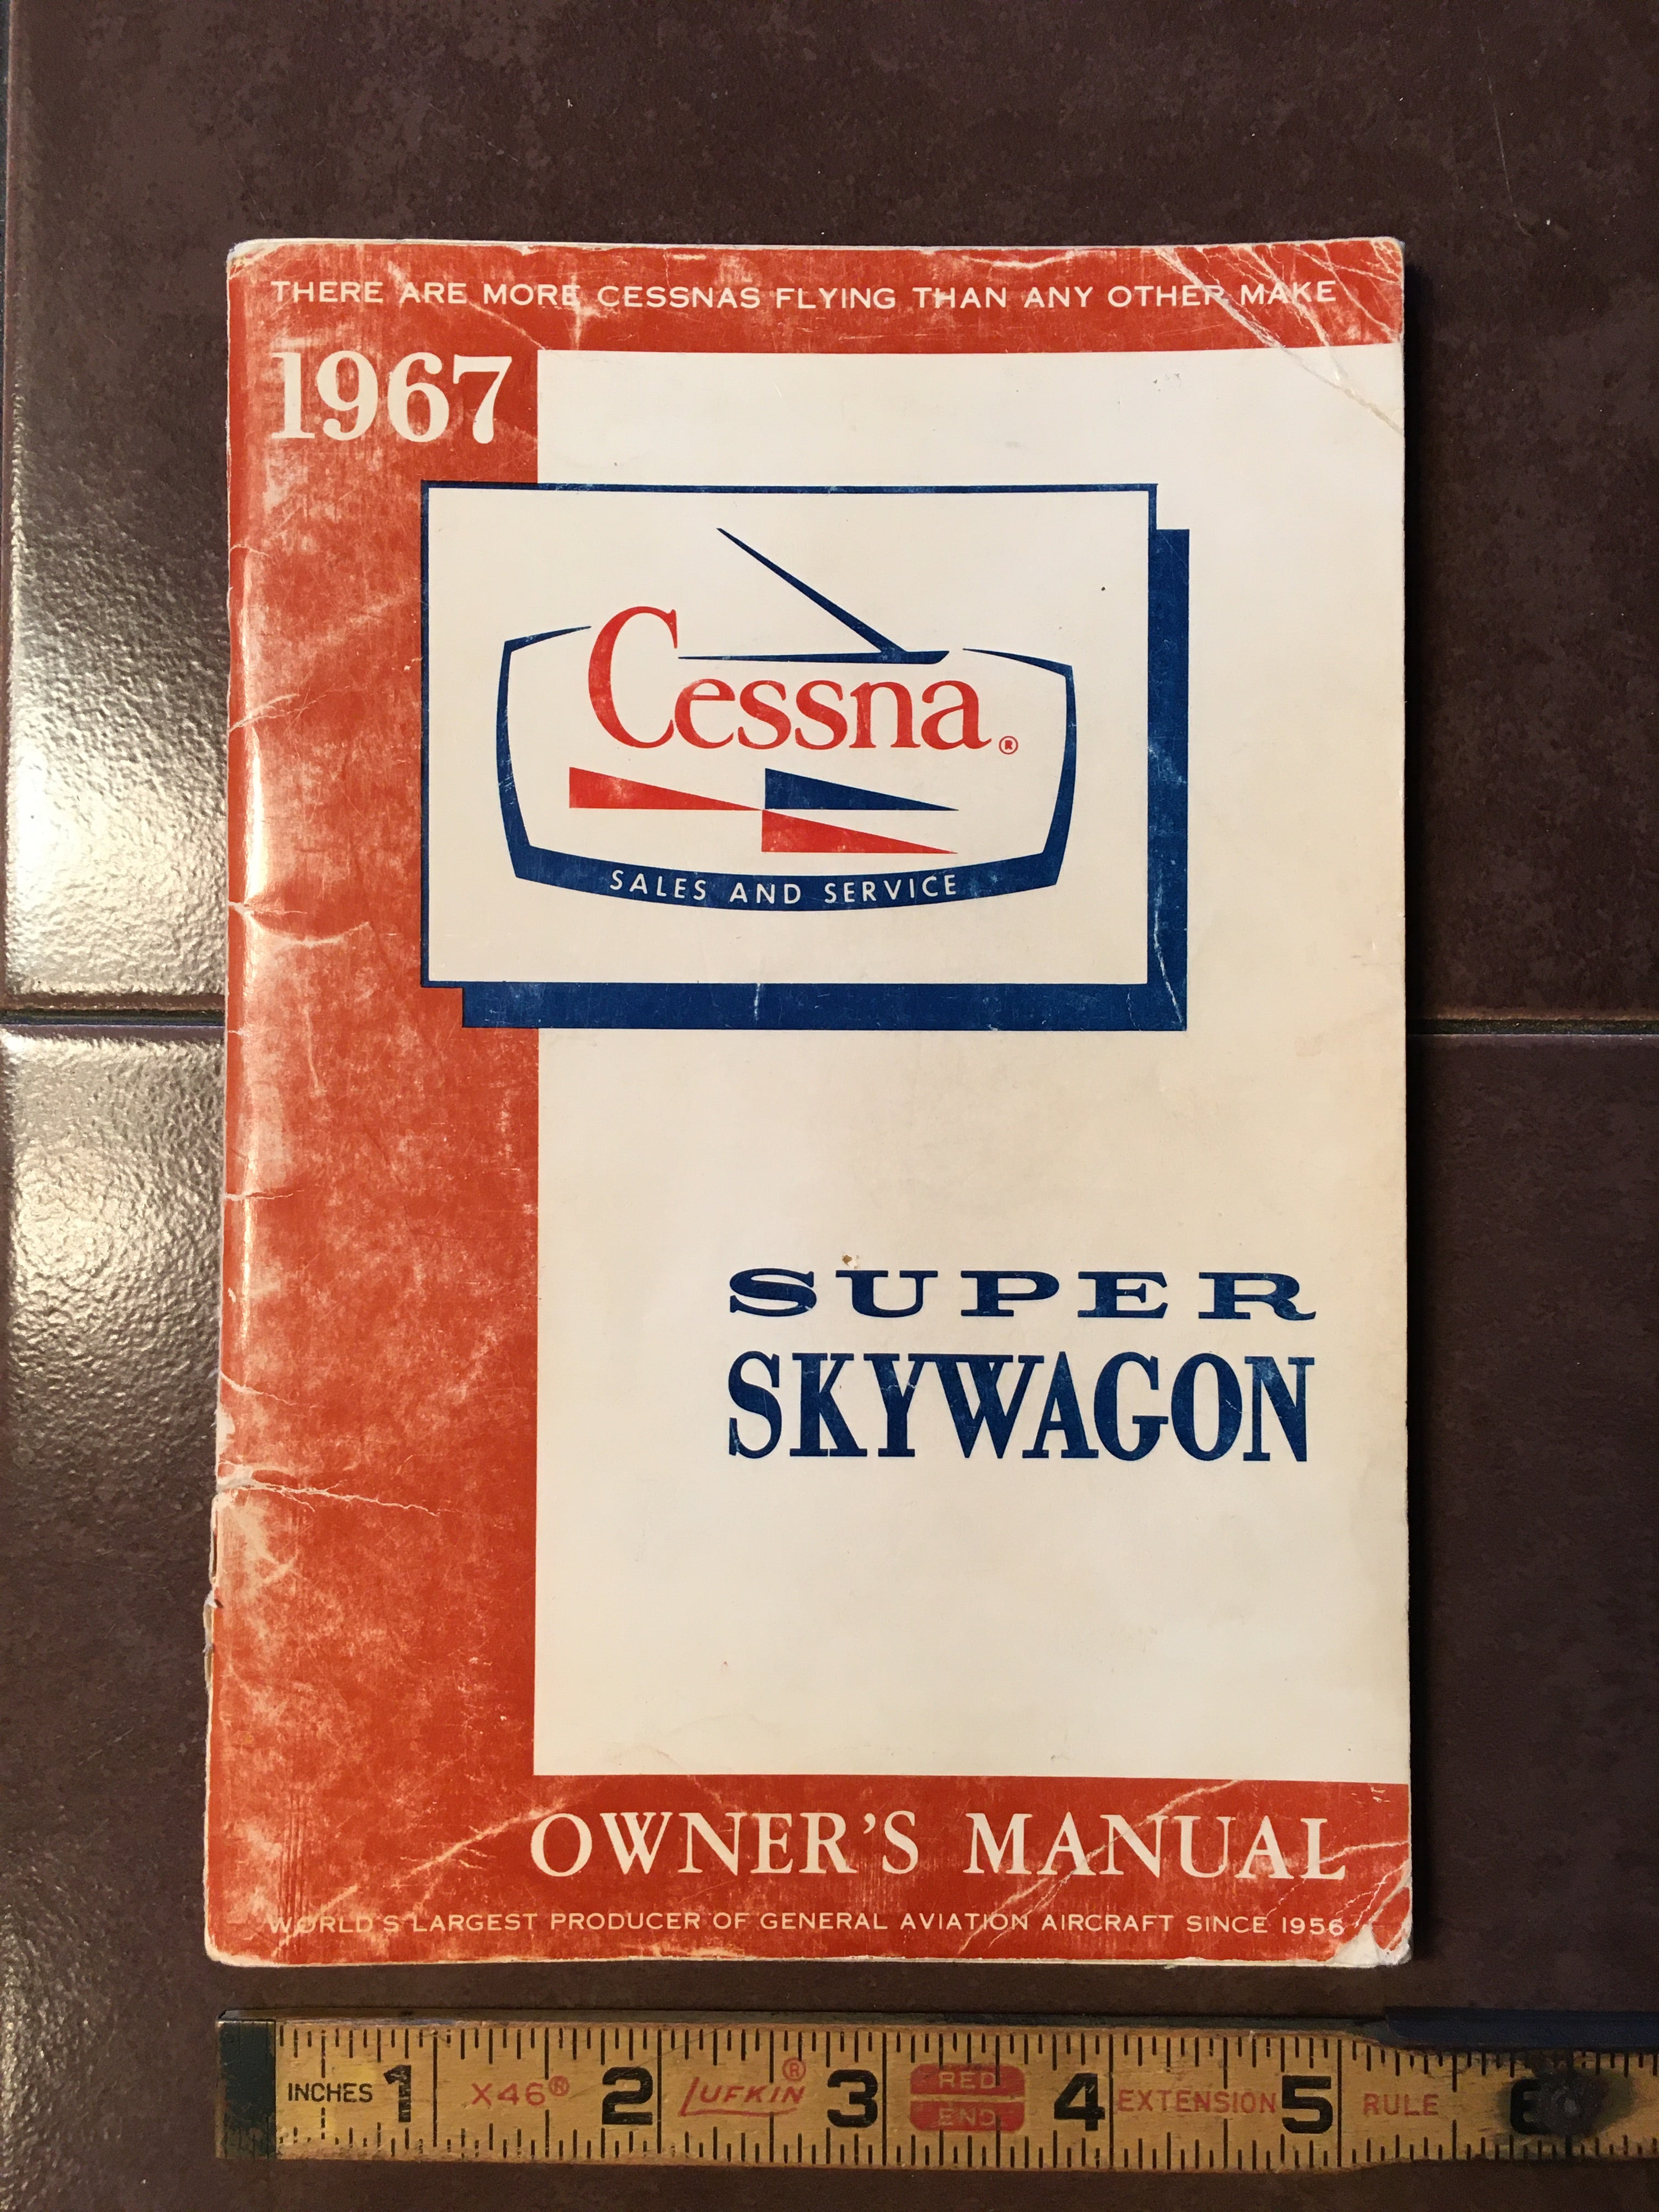 THERE ARE MORE CESSNAS FLYING THAN ANY OTHER MAKE
1967
Cessna®
SALES AND SERVICE
SUPER
SKYWAGON
OWNER'S MANUAL
WORLD'S LARGEST PRODUCER OF GENERAL AVIATION AIRCRAFT SINCE 1956
INCHES 1 X46® 2 LUFKIN® 3 RED END 4 EXTENSION 5 RULE 6